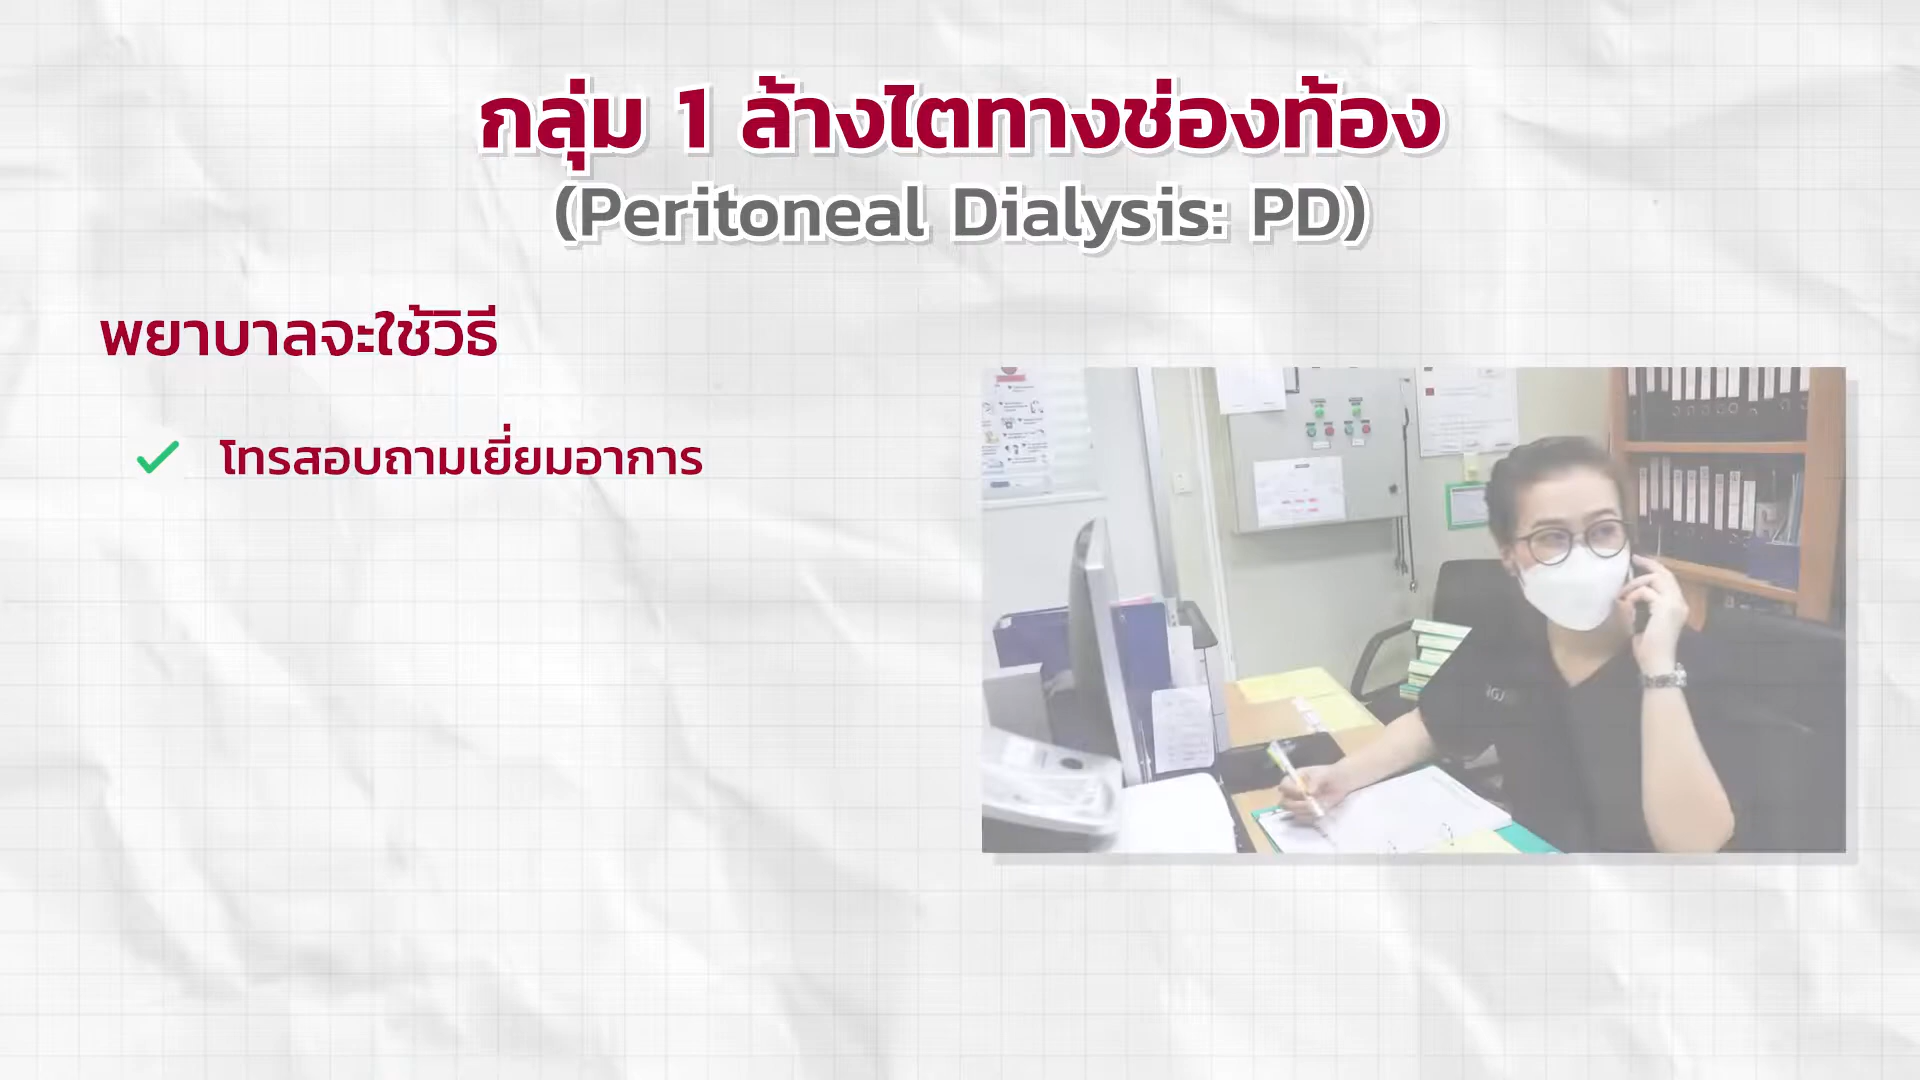 กลุ่ม 1 ล้างไตทางช่องท้อง
(Peritoneal Dialysis: PD)
พยาบาลจะใช้วิธี
โทรสอบถามเยี่ยมอาการ